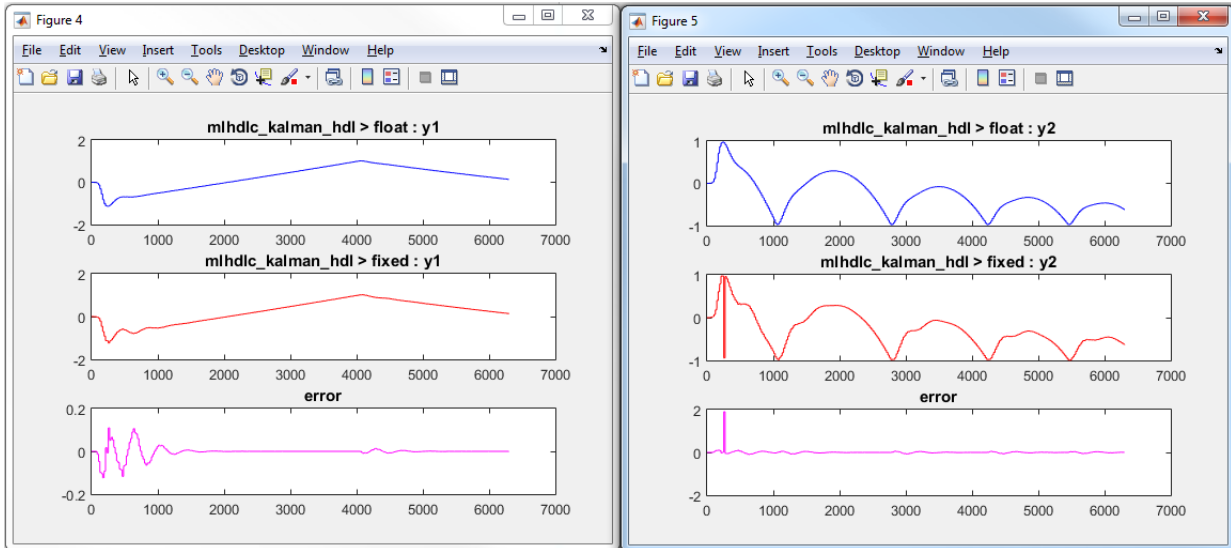 Figure 4
File Edit View Insert Tools Desktop Window Help
mlhdlc_kalman_hdl > float : y1
2
0
-2
0 1000 2000 3000 4000 5000 6000 7000
mlhdlc_kalman_hdl > fixed : y1
2
0
-2
0 1000 2000 3000 4000 5000 6000 7000
error
0.2
0
-0.2
0 1000 2000 3000 4000 5000 6000 7000
Figure 5
File Edit View Insert Tools Desktop Window Help
mlhdlc_kalman_hdl > float : y2
1
0
-1
0 1000 2000 3000 4000 5000 6000 7000
mlhdlc_kalman_hdl > fixed : y2
1
0
-1
0 1000 2000 3000 4000 5000 6000 7000
error
2
0
-2
0 1000 2000 3000 4000 5000 6000 7000